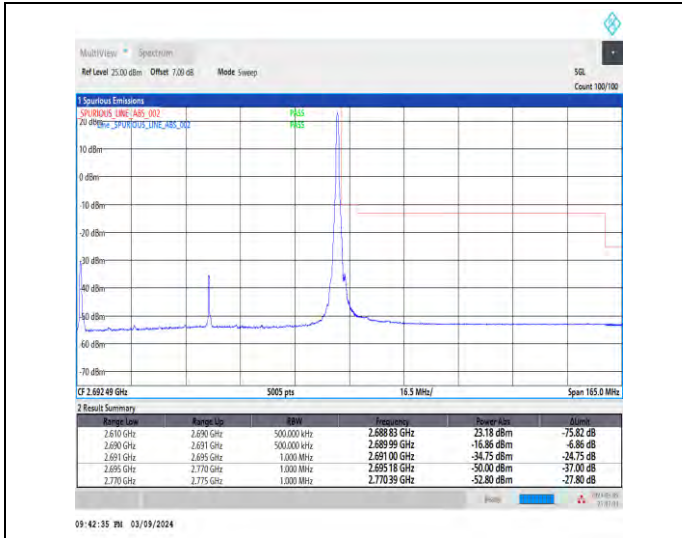 MultiView Spectrum
Ref Level 25.00 dBm Offset 7.09 dB Mode Sweep SGL
Count 100/100
1 Spurious Emissions
SPURIOUS_LINE_ABS_002 PASS
20 dBm Line _SPURIOUS_LINE_ABS_002 PASS
10 dBm
0 dBm
-10 dBm
-20 dBm
-30 dBm
-40 dBm
-50 dBm
-60 dBm
-70 dBm
CF 2.692 49 GHz 5005 pts 16.5 MHz/ Span 165.0 MHz
2 Result Summary
Range Low Range Up RBW Frequency Power Abs ΔLimit
2.610 GHz 2.690 GHz 500.000 kHz 2.688 83 GHz 23.18 dBm -75.82 dB
2.690 GHz 2.691 GHz 500.000 kHz 2.689 99 GHz -16.86 dBm -6.86 dB
2.691 GHz 2.695 GHz 1.000 MHz 2.691 00 GHz -34.75 dBm -24.75 dB
2.695 GHz 2.770 GHz 1.000 MHz 2.695 18 GHz -50.00 dBm -37.00 dB
2.770 GHz 2.775 GHz 1.000 MHz 2.770 39 GHz -52.80 dBm -27.80 dB
09:42:35 PM 03/09/2024